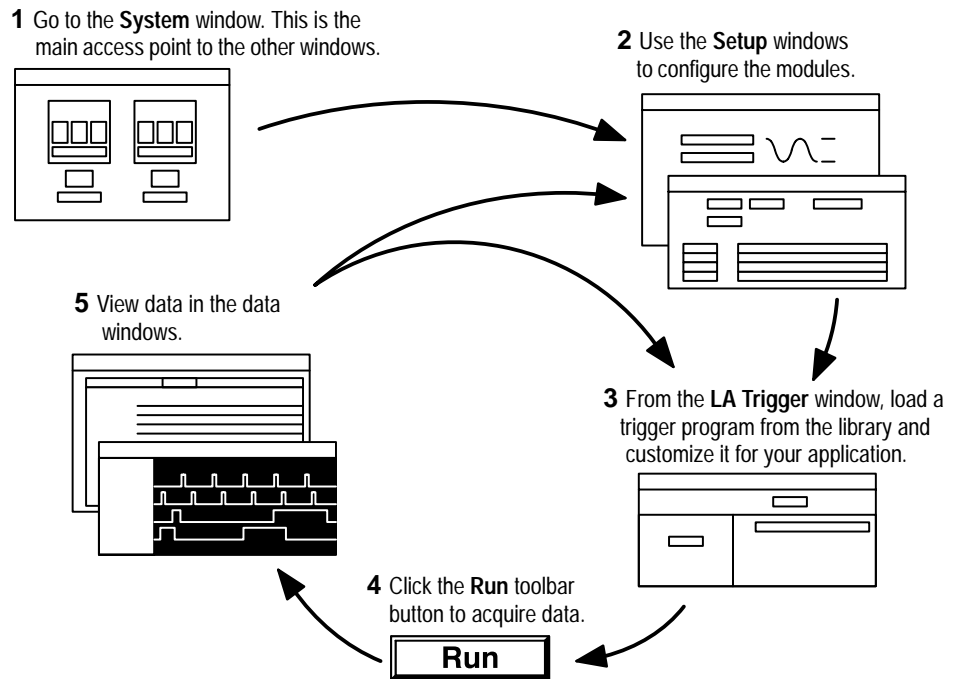 1 Go to the System window. This is the
main access point to the other windows.
2 Use the Setup windows
to configure the modules.
5 View data in the data
windows.
3 From the LA Trigger window, load a
trigger program from the library and
customize it for your application.
4 Click the Run toolbar
button to acquire data.
Run